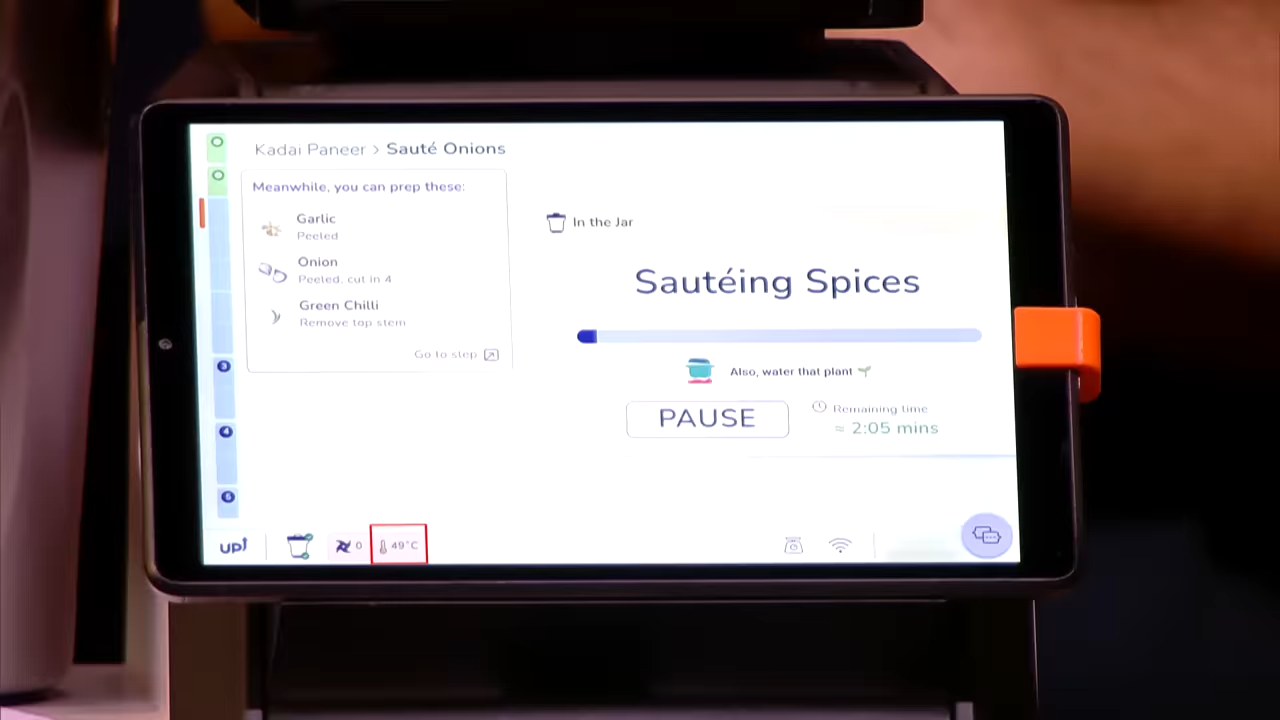 Kadai Paneer > Sauté Onions
Meanwhile, you can prep these:
Garlic
Peeled
Onion
Peeled, cut in 4
Green Chilli
Remove top stem
Go to step
In the Jar
Sautéing Spices
Also, water that plant
PAUSE
Remaining time
≈ 2:05 mins
3
4
5
up
0
49°C